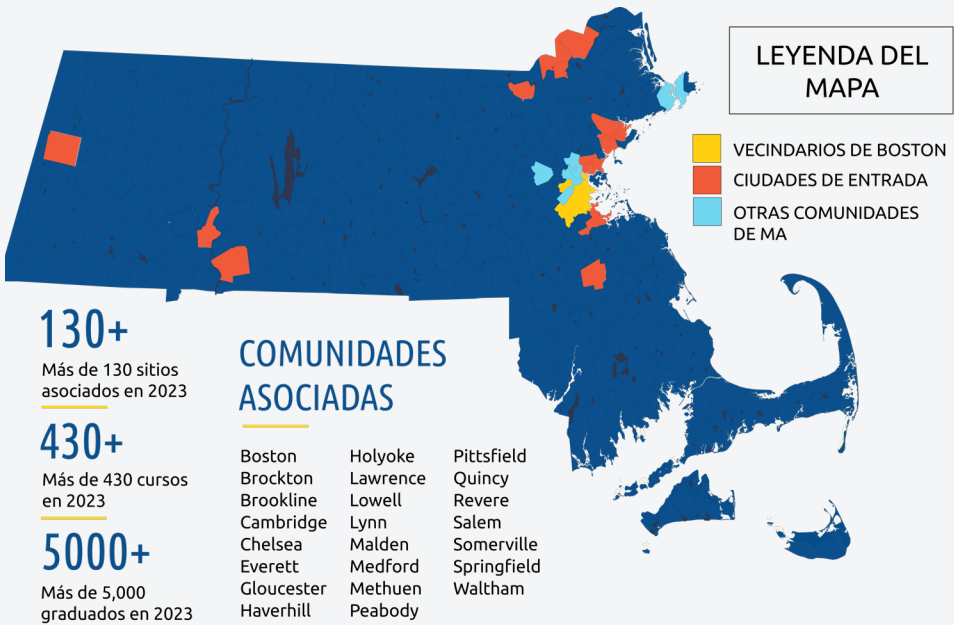 LEYENDA DEL
MAPA
VECINDARIOS DE BOSTON
CIUDADES DE ENTRADA
OTRAS COMUNIDADES
DE MA
130+
Más de 130 sitios
asociados en 2023
430+
Más de 430 cursos
en 2023
5000+
Más de 5,000
graduados en 2023
COMUNIDADES
ASOCIADAS
Boston
Brockton
Brookline
Cambridge
Chelsea
Everett
Gloucester
Haverhill
Holyoke
Lawrence
Lowell
Lynn
Malden
Medford
Methuen
Peabody
Pittsfield
Quincy
Revere
Salem
Somerville
Springfield
Waltham